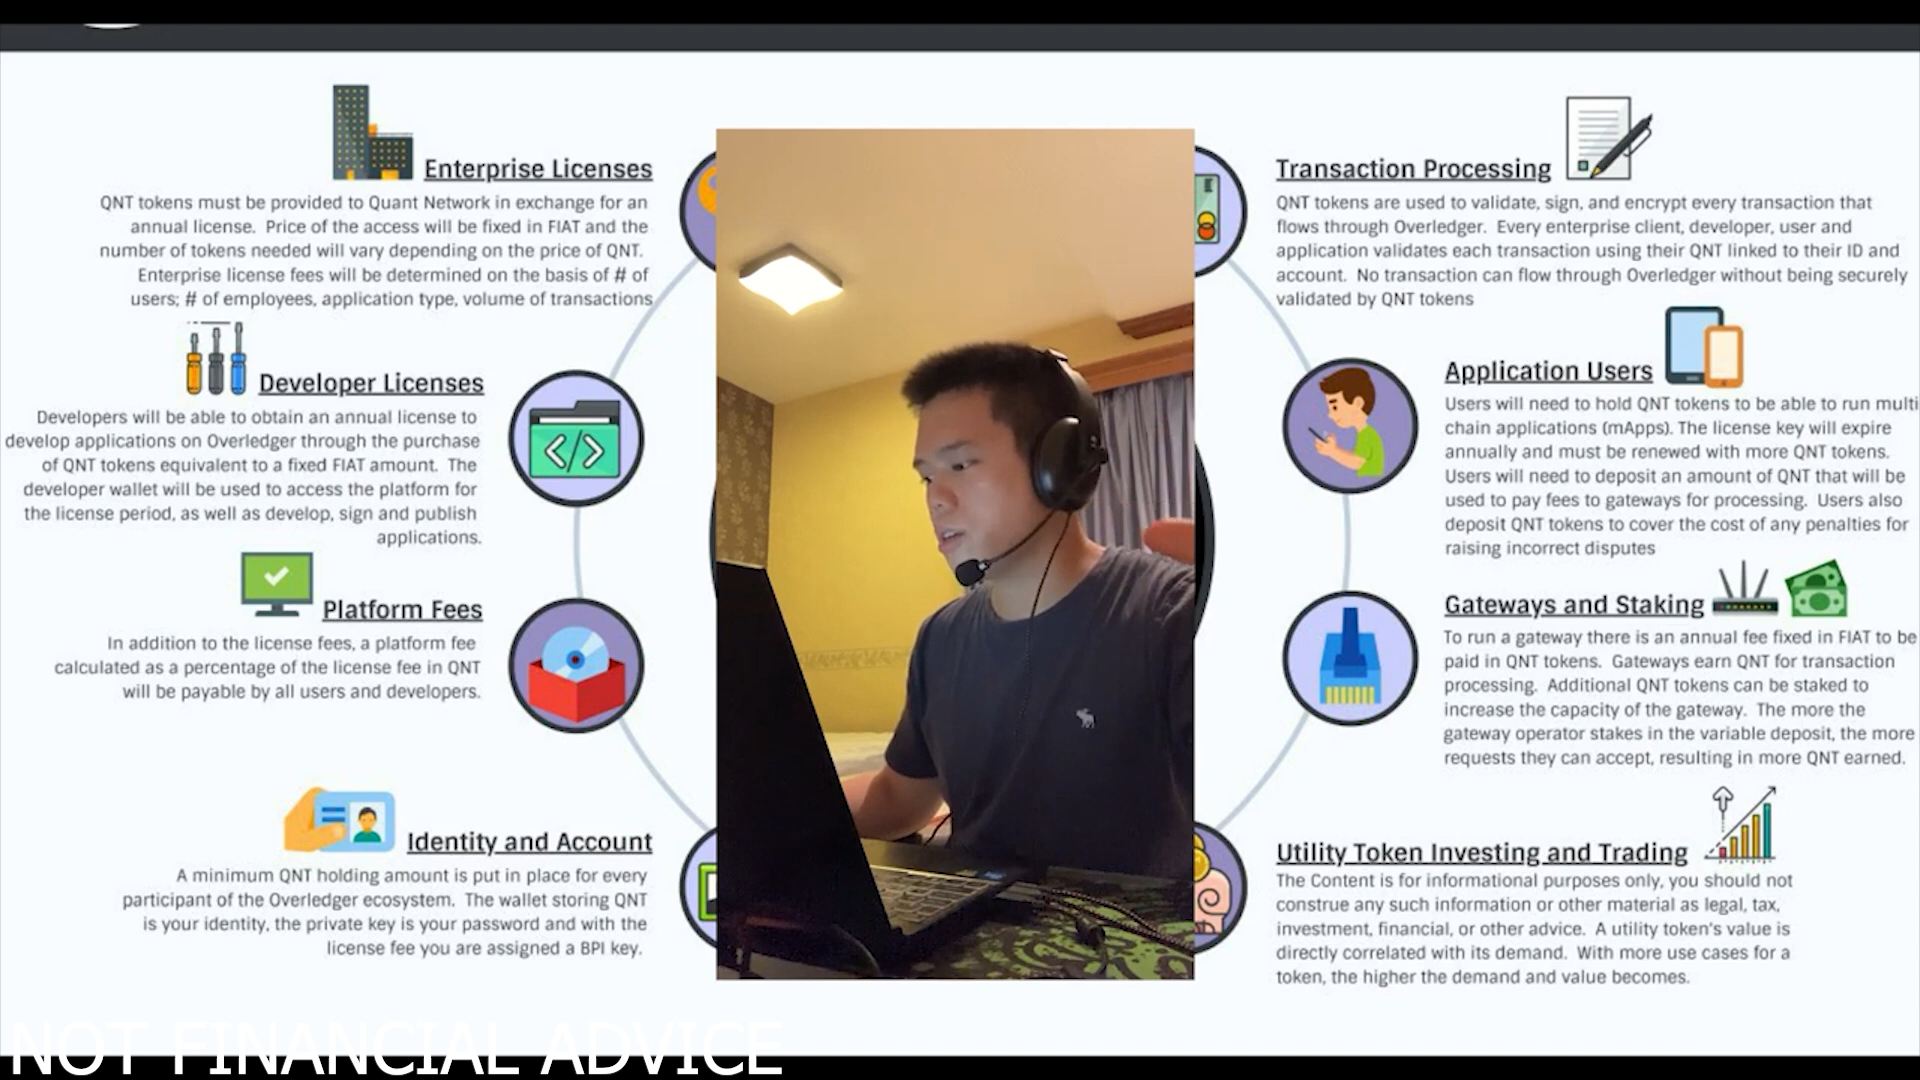 Enterprise Licenses
QNT tokens must be provided to Quant Network in exchange for an
annual license. Price of the access will be fixed in FIAT and the
number of tokens needed will vary depending on the price of QNT.
Enterprise license fees will be determined on the basis of # of
users; # of employees, application type, volume of transactions
Developer Licenses
Developers will be able to obtain an annual license to
develop applications on Overledger through the purchase
of QNT tokens equivalent to a fixed FIAT amount. The
developer wallet will be used to access the platform for
the license period, as well as develop, sign and publish
applications.
Platform Fees
In addition to the license fees, a platform fee
calculated as a percentage of the license fee in QNT
will be payable by all users and developers.
Identity and Account
A minimum QNT holding amount is put in place for every
participant of the Overledger ecosystem. The wallet storing QNT
is your identity, the private key is your password and with the
license fee you are assigned a BPI key.
Transaction Processing
QNT tokens are used to validate, sign, and encrypt every transaction that
flows through Overledger. Every enterprise client, developer, user and
application validates each transaction using their QNT linked to their ID and
account. No transaction can flow through Overledger without being securely
validated by QNT tokens
Application Users
Users will need to hold QNT tokens to be able to run multi
chain applications (mApps). The license key will expire
annually and must be renewed with more QNT tokens.
Users will need to deposit an amount of QNT that will be
used to pay fees to gateways for processing. Users also
deposit QNT tokens to cover the cost of any penalties for
raising incorrect disputes
Gateways and Staking
To run a gateway there is an annual fee fixed in FIAT to be
paid in QNT tokens. Gateways earn QNT for transaction
processing. Additional QNT tokens can be staked to
increase the capacity of the gateway. The more the
gateway operator stakes in the variable deposit, the more
requests they can accept, resulting in more QNT earned.
Utility Token Investing and Trading
The Content is for informational purposes only, you should not
construe any such information or other material as legal, tax,
investment, financial, or other advice. A utility token's value is
directly correlated with its demand. With more use cases for a
token, the higher the demand and value becomes.
NOT FINANCIAL ADVICE